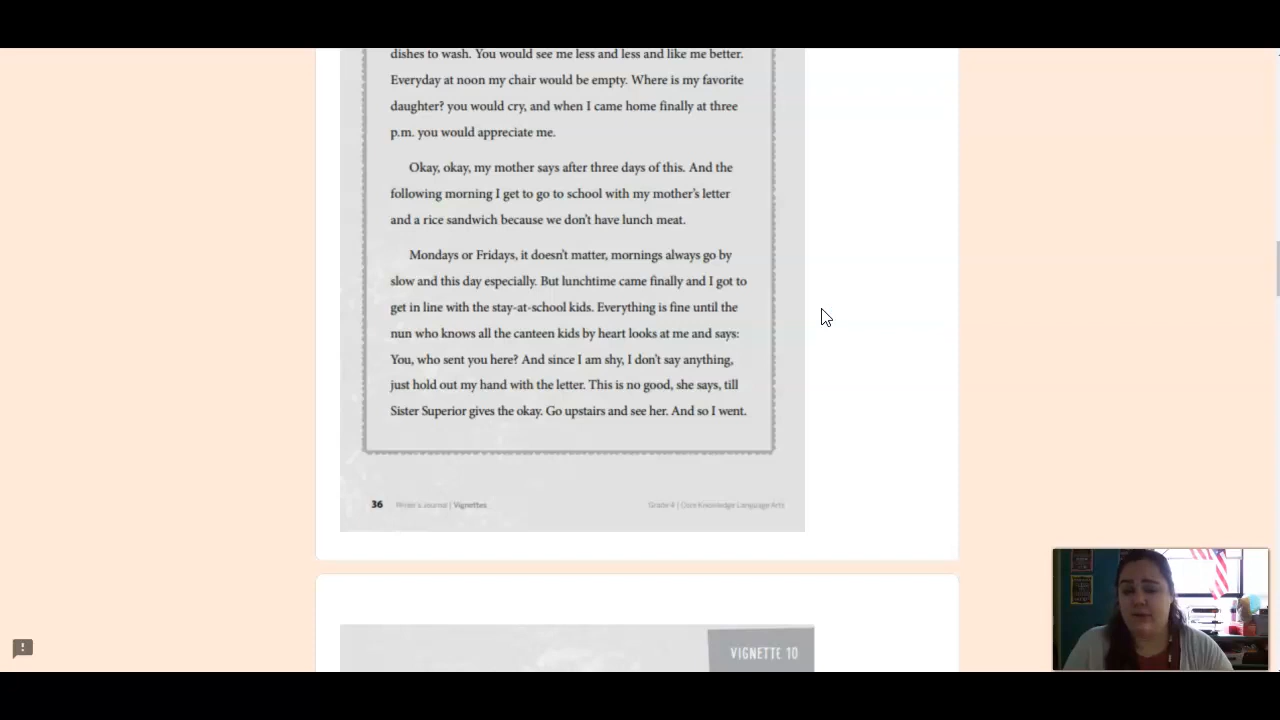 dishes to wash. You would see me less and less and like me better.
Everyday at noon my chair would be empty. Where is my favorite
daughter? you would cry, and when I came home finally at three
p.m. you would appreciate me.
Okay, okay, my mother says after three days of this. And the
following morning I get to go to school with my mother’s letter
and a rice sandwich because we don’t have lunch meat.
Mondays or Fridays, it doesn’t matter, mornings always go by
slow and this day especially. But lunchtime came finally and I got to
get in line with the stay-at-school kids. Everything is fine until the
nun who knows all the canteen kids by heart looks at me and says:
You, who sent you here? And since I am shy, I don’t say anything,
just hold out my hand with the letter. This is no good, she says, till
Sister Superior gives the okay. Go upstairs and see her. And so I went.
36 Writer’s Journal | Vignettes Grade 4 | Core Knowledge Language Arts
VIGNETTE 10